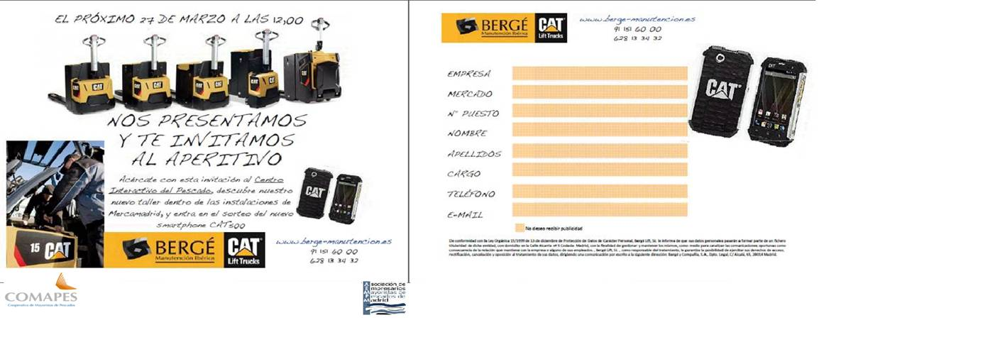 EL PRÓXIMO 27 DE MARZO A LAS 12,00
CAT
CAT
CAT
CAT
CAT
CAT
NOS PRESENTAMOS
Y TE INVITAMOS
AL APERITIVO
Acércate con esta invitación al Centro
Interactivo del Pescado, descubre nuestro
nuevo taller dentro de las instalaciones de
Mercamadrid, y entra en el sorteo del nuevo
smartphone CAT500
CAT
15 CAT
BERGÉ
Manutención Ibérica
CAT
Lift Trucks
www.berge-manutencion.es
91 151 60 00
628 13 34 32
COMAPES
Cooperativa de Mayoristas de Pescados
Asociación de
Empresarios
Mayoristas de
Pescados de
Madrid
BERGÉ
Manutención Ibérica
CAT
Lift Trucks
www.berge-manutencion.es
91 151 60 00
628 13 34 32
EMPRESA
MERCADO
Nº PUESTO
NOMBRE
APELLIDOS
CARGO
TELÉFONO
E-MAIL
CAT
CAT
No deseo recibir publicidad
De conformidad con la Ley Orgánica 15/1999 de 13 de diciembre de Protección de Datos de Carácter Personal, Bergé Lift, SL le informa de que sus datos personales pasarán a formar parte de un fichero
titularidad de dicha entidad, con domicilio en la Calle Alcarria nº 5 Coslada- Madrid, con la finalidad de gestionar y mantener los mismos, como medio para canalizar las comunicaciones oportunas como
consecuencia de la relación que mantiene con la empresa o alguno de sus empleados. , Bergé Lift, SL , como responsable del tratamiento, le garantiza la posibilidad de ejercitar sus derechos de acceso,
rectificación, cancelación y oposición al tratamiento de sus datos, dirigiendo una comunicación por escrito a la siguiente dirección: Bergé y Compañía, S.A., Dpto. Legal, C/ Alcalá, 65, 28014 Madrid.